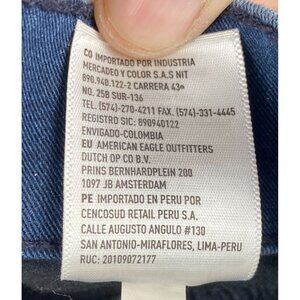 CO IMPORTADO POR INDUSTRIA
MERCADEO Y COLOR S.A.S NIT
890.940.122-2 CARRERA 43ª
NO. 25B SUR-136
TEL: (574)-270-4211 FAX. (574)-331-4445
REGISTRO SIC: 890940122
ENVIGADO-COLOMBIA
EU AMERICAN EAGLE OUTFITTERS
DUTCH OP CO B.V.
PRINS BERNHARDPLEIN 200
1097 JB AMSTERDAM
PE IMPORTADO EN PERU POR
CENCOSUD RETAIL PERU S.A.
CALLE AUGUSTO ANGULO #130
SAN ANTONIO-MIRAFLORES, LIMA-PERU
RUC: 20109072177